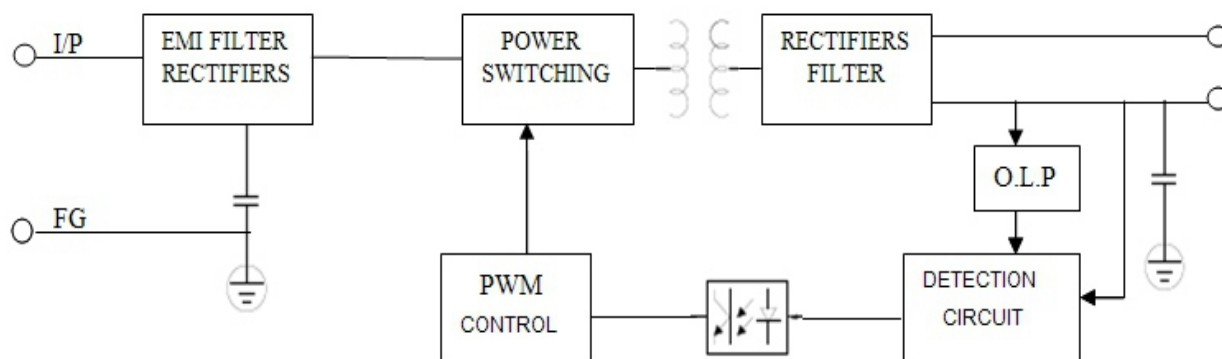 I/P
EMI FILTER
RECTIFIERS
POWER
SWITCHING
RECTIFIERS
FILTER
O.L.P
FG
PWM
CONTROL
DETECTION
CIRCUIT